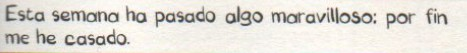 Esta semana ha pasado algo maravilloso: por fin
me he casado.